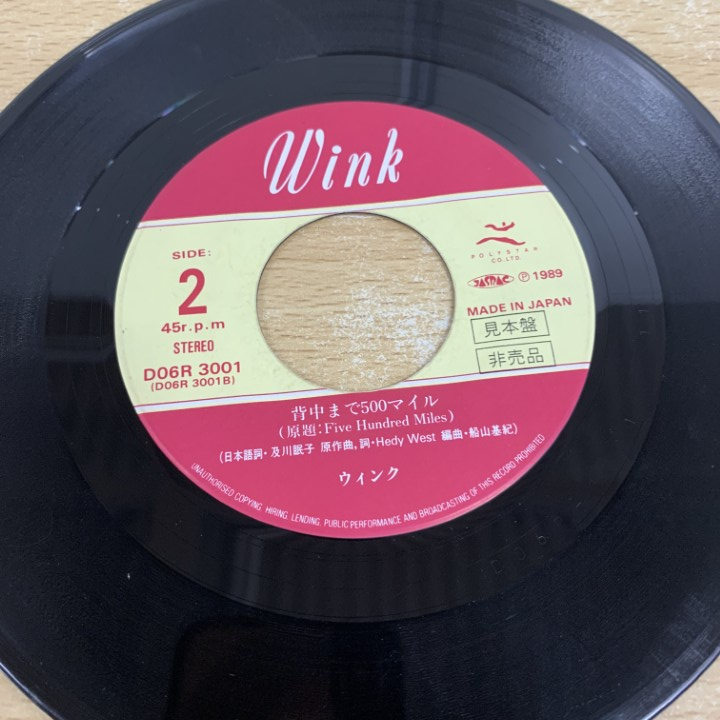 Wink
SIDE:
2
45r.p.m
STEREO
D06R 3001
(D06R 3001B)
POLYSTAR
CO.,LTD.
JASRAC Ⓟ 1989
MADE IN JAPAN
見本盤
非売品
背中まで500マイル
(原題:Five Hundred Miles)
(日本語詞・及川眠子 原作曲。詞・Hedy West 編曲・船山基紀)
ウィンク
UNAUTHORISED COPYING, HIRING, LENDING, PUBLIC PERFORMANCE AND BROADCASTING OF THIS RECORD PROHIBITED